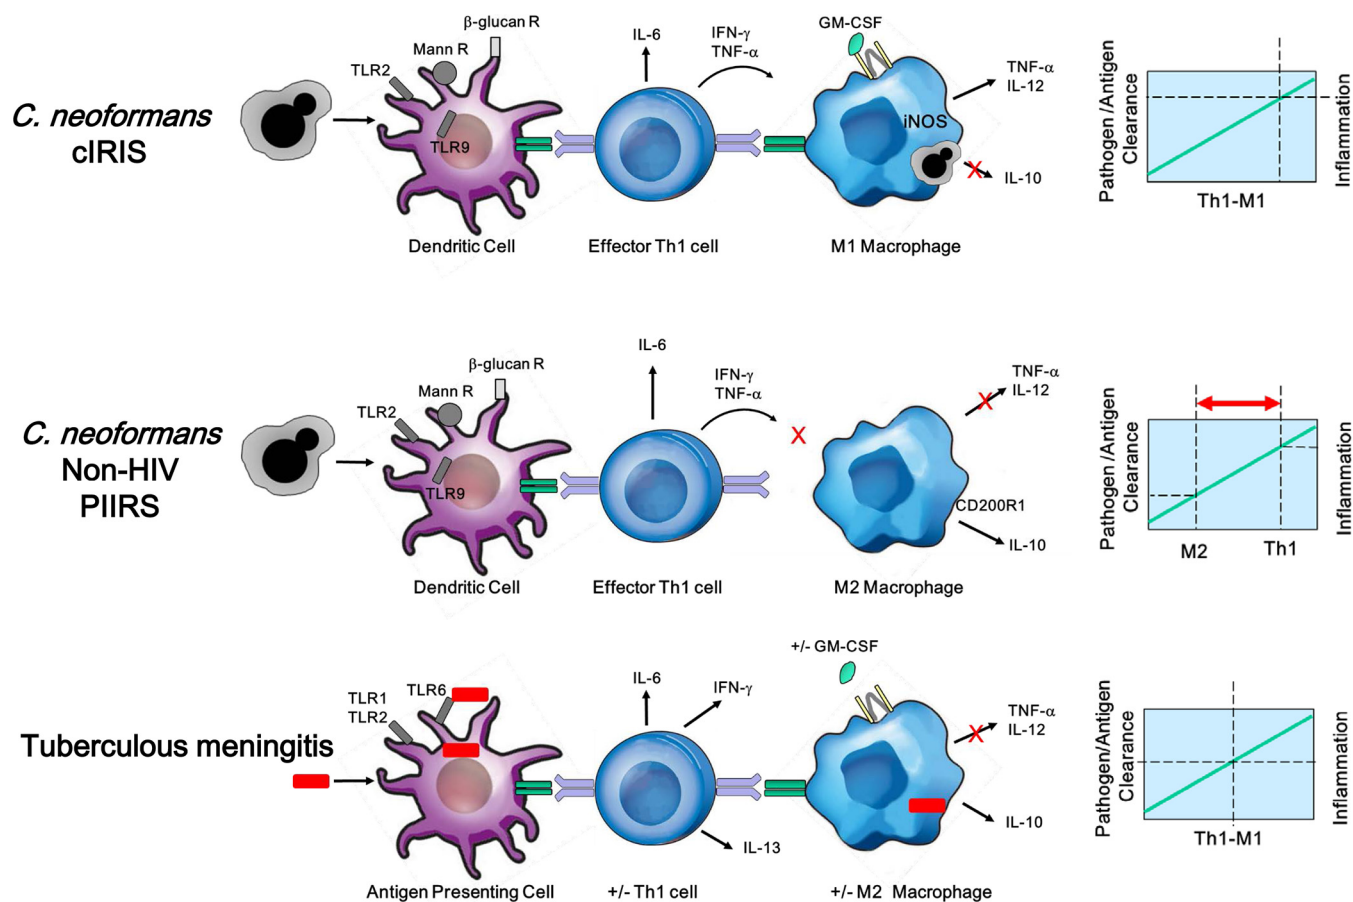 C. neoformans
cIRIS
TLR2
Mann R
β-glucan R
TLR9
Dendritic Cell
IL-6
IFN-γ
TNF-α
Effector Th1 cell
GM-CSF
iNOS
TNF-α
IL-12
X
IL-10
M1 Macrophage
Pathogen /Antigen
Clearance
Th1-M1
Inflammation
C. neoformans
Non-HIV
PIIRS
TLR2
Mann R
β-glucan R
TLR9
Dendritic Cell
IL-6
IFN-γ
TNF-α
Effector Th1 cell
X
TNF-α
IL-12
X
CD200R1
IL-10
M2 Macrophage
Pathogen /Antigen
Clearance
M2
Th1
Inflammation
Tuberculous meningitis
TLR1
TLR2
TLR6
Antigen Presenting Cell
IL-6
IFN-γ
IL-13
+/- Th1 cell
+/- GM-CSF
TNF-α
IL-12
X
IL-10
+/- M2 Macrophage
Pathogen/Antigen
Clearance
Th1-M1
Inflammation